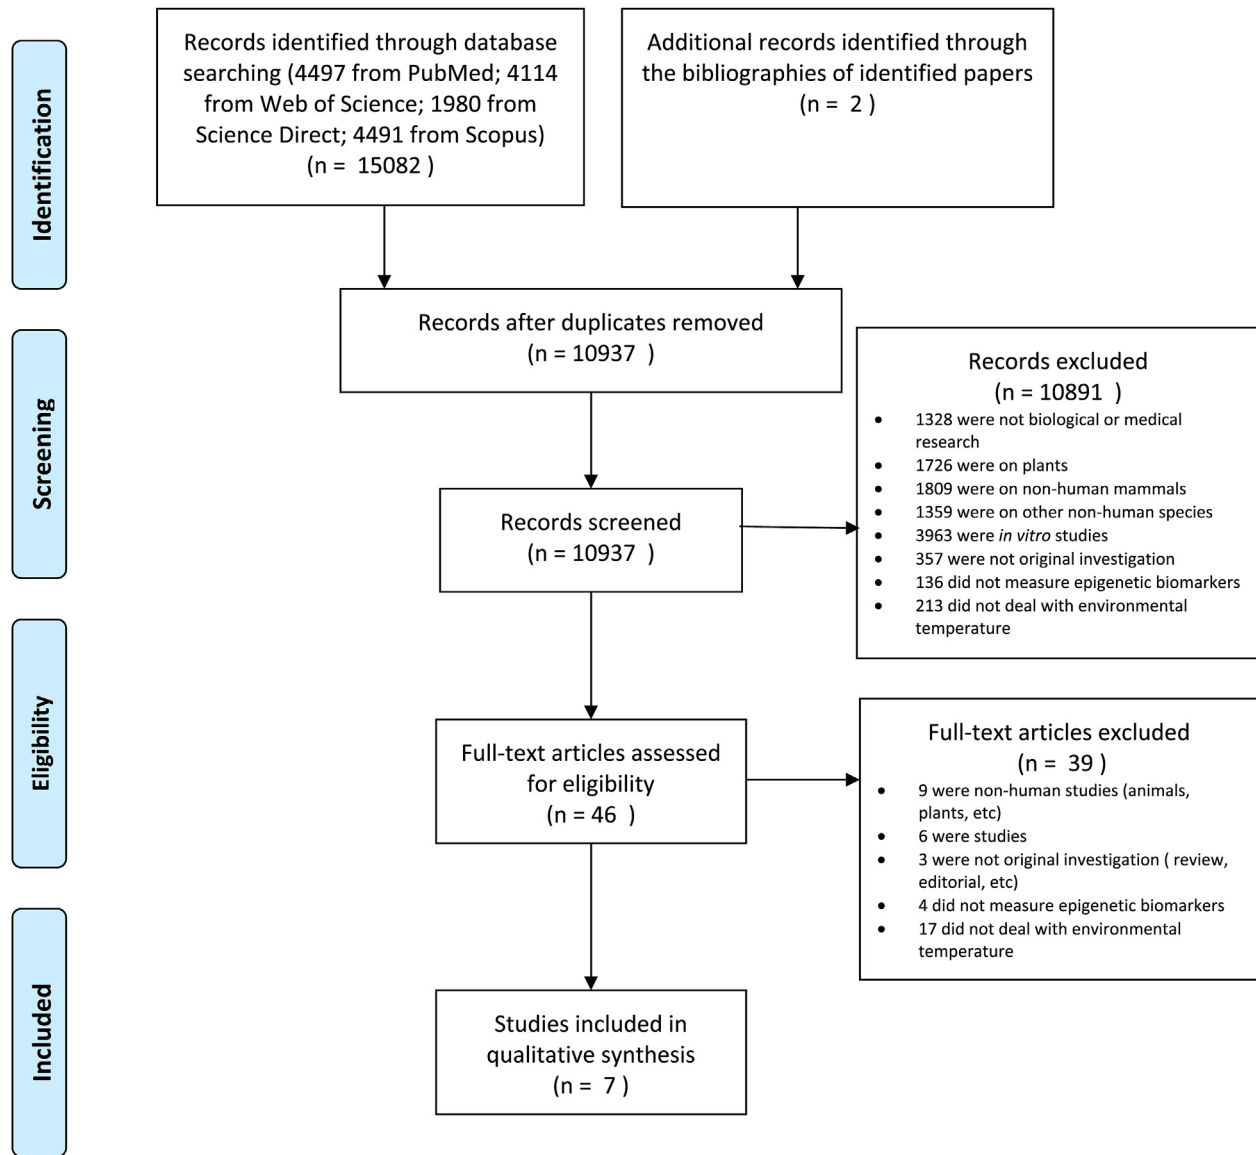 Identification
Records identified through database
searching (4497 from PubMed; 4114
from Web of Science; 1980 from
Science Direct; 4491 from Scopus)
(n = 15082 )
Additional records identified through
the bibliographies of identified papers
(n = 2 )
Records after duplicates removed
(n = 10937 )
Screening
Records screened
(n = 10937 )
Records excluded
(n = 10891 )
• 1328 were not biological or medical
research
• 1726 were on plants
• 1809 were on non-human mammals
• 1359 were on other non-human species
• 3963 were in vitro studies
• 357 were not original investigation
• 136 did not measure epigenetic biomarkers
• 213 did not deal with environmental
temperature
Eligibility
Full-text articles assessed
for eligibility
(n = 46 )
Full-text articles excluded
(n = 39 )
• 9 were non-human studies (animals,
plants, etc)
• 6 were studies
• 3 were not original investigation ( review,
editorial, etc)
• 4 did not measure epigenetic biomarkers
• 17 did not deal with environmental
temperature
Included
Studies included in
qualitative synthesis
(n = 7 )